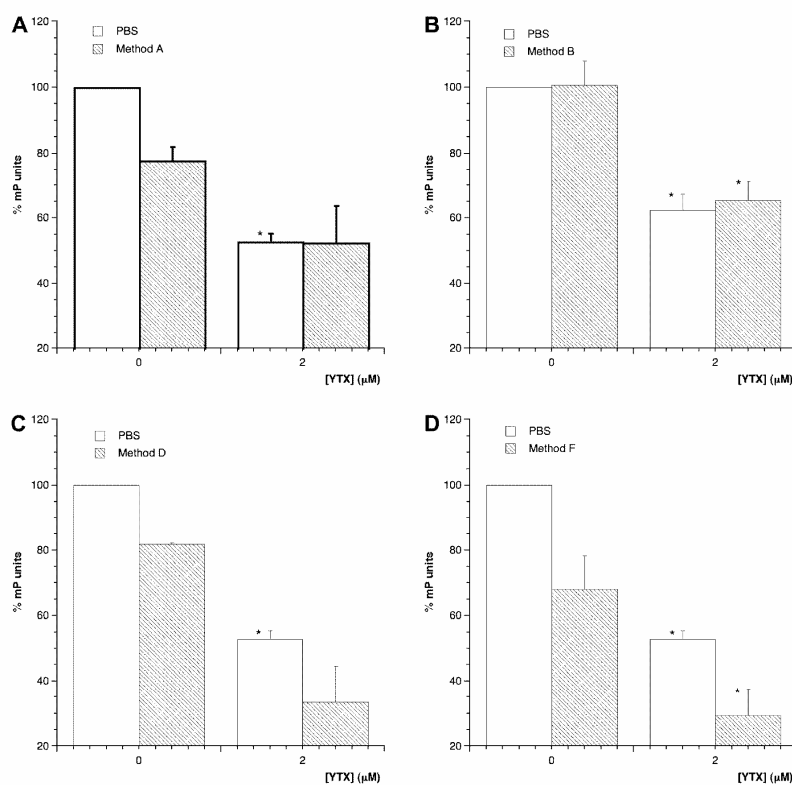 A
PBS
Method A
120
100
80
60
40
20
% mP units
*
0
2
[YTX] (μM)
B
PBS
Method B
120
100
80
60
40
20
% mP units
*
*
0
2
[YTX] (μM)
C
PBS
Method D
120
100
80
60
40
20
% mP units
*
0
2
[YTX] (μM)
D
PBS
Method F
120
100
80
60
40
20
% mP units
*
*
0
2
[YTX] (μM)